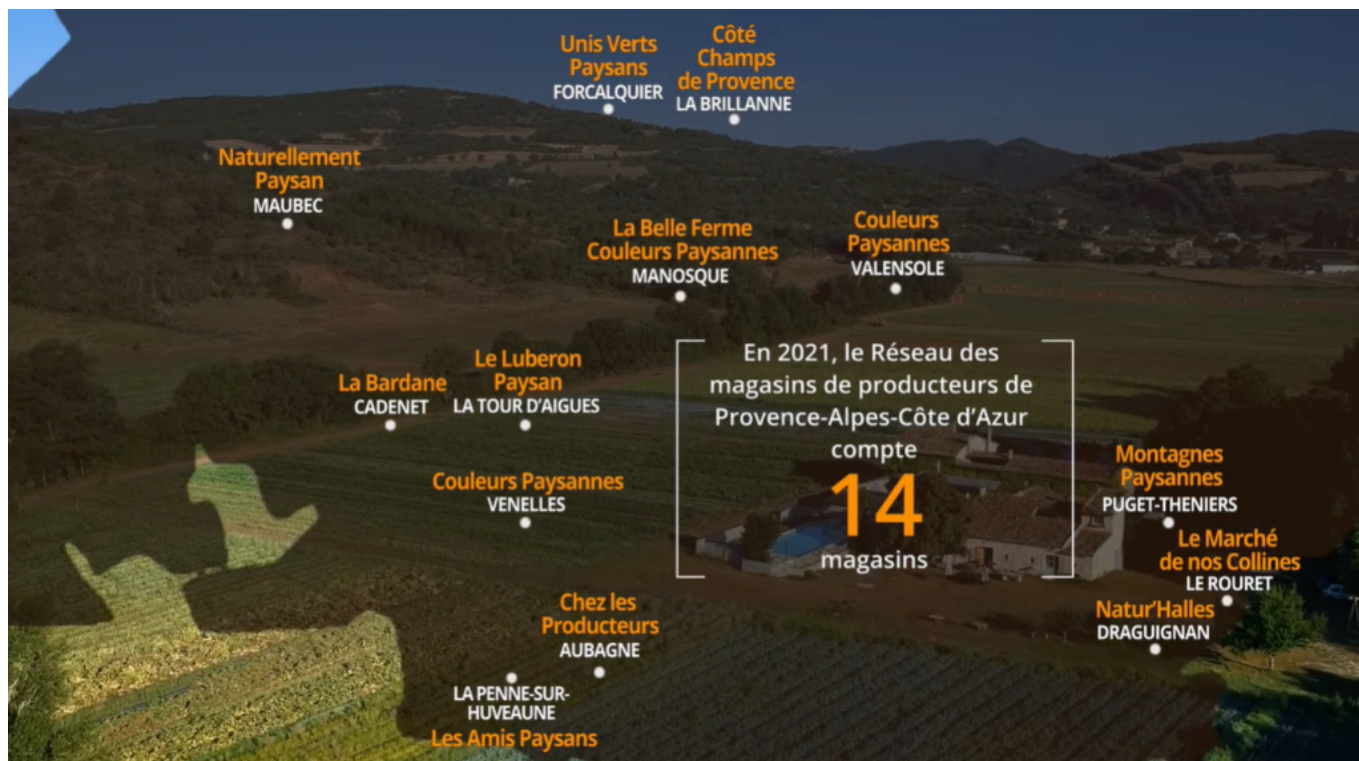 Unis Verts
Paysans
FORCALQUIER
Côté
Champs
de Provence
LA BRILLANNE
Naturellement
Paysan
MAUBEC
La Belle Ferme
Couleurs Paysannes
MANOSQUE
Couleurs
Paysannes
VALENSOLE
La Bardane
CADENET
Le Luberon
Paysan
LA TOUR D'AIGUES
En 2021, le Réseau des
magasins de producteurs de
Provence-Alpes-Côte d'Azur
compte
14
magasins
Couleurs Paysannes
VENELLES
Montagnes
Paysannes
PUGET-THENIERS
Le Marché
de nos Collines
LE ROURET
Natur'Halles
DRAGUIGNAN
Chez les
Producteurs
AUBAGNE
LA PENNE-SUR-
HUVEAUNE
Les Amis Paysans